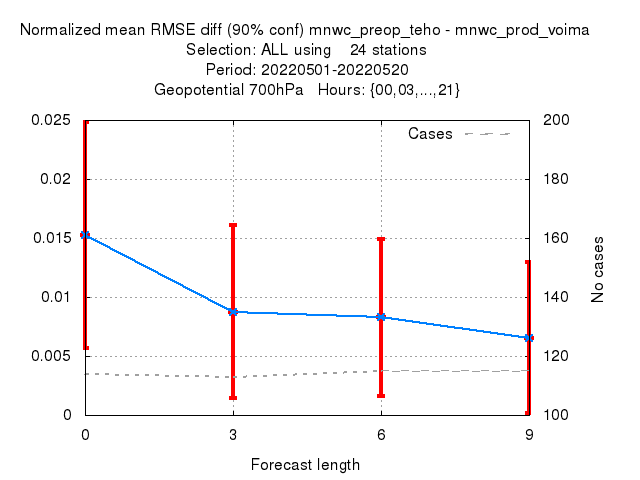 Normalized mean RMSE diff (90% conf) mnwc_preop_teho - mnwc_prod_voima
Selection: ALL using    24 stations
Period: 20220501-20220520
Geopotential 700hPa   Hours: {00,03,...,21}
Cases
0.025
0.02
0.015
0.01
0.005
0
200
180
160
140
120
100
No cases
0 3 6 9
Forecast length